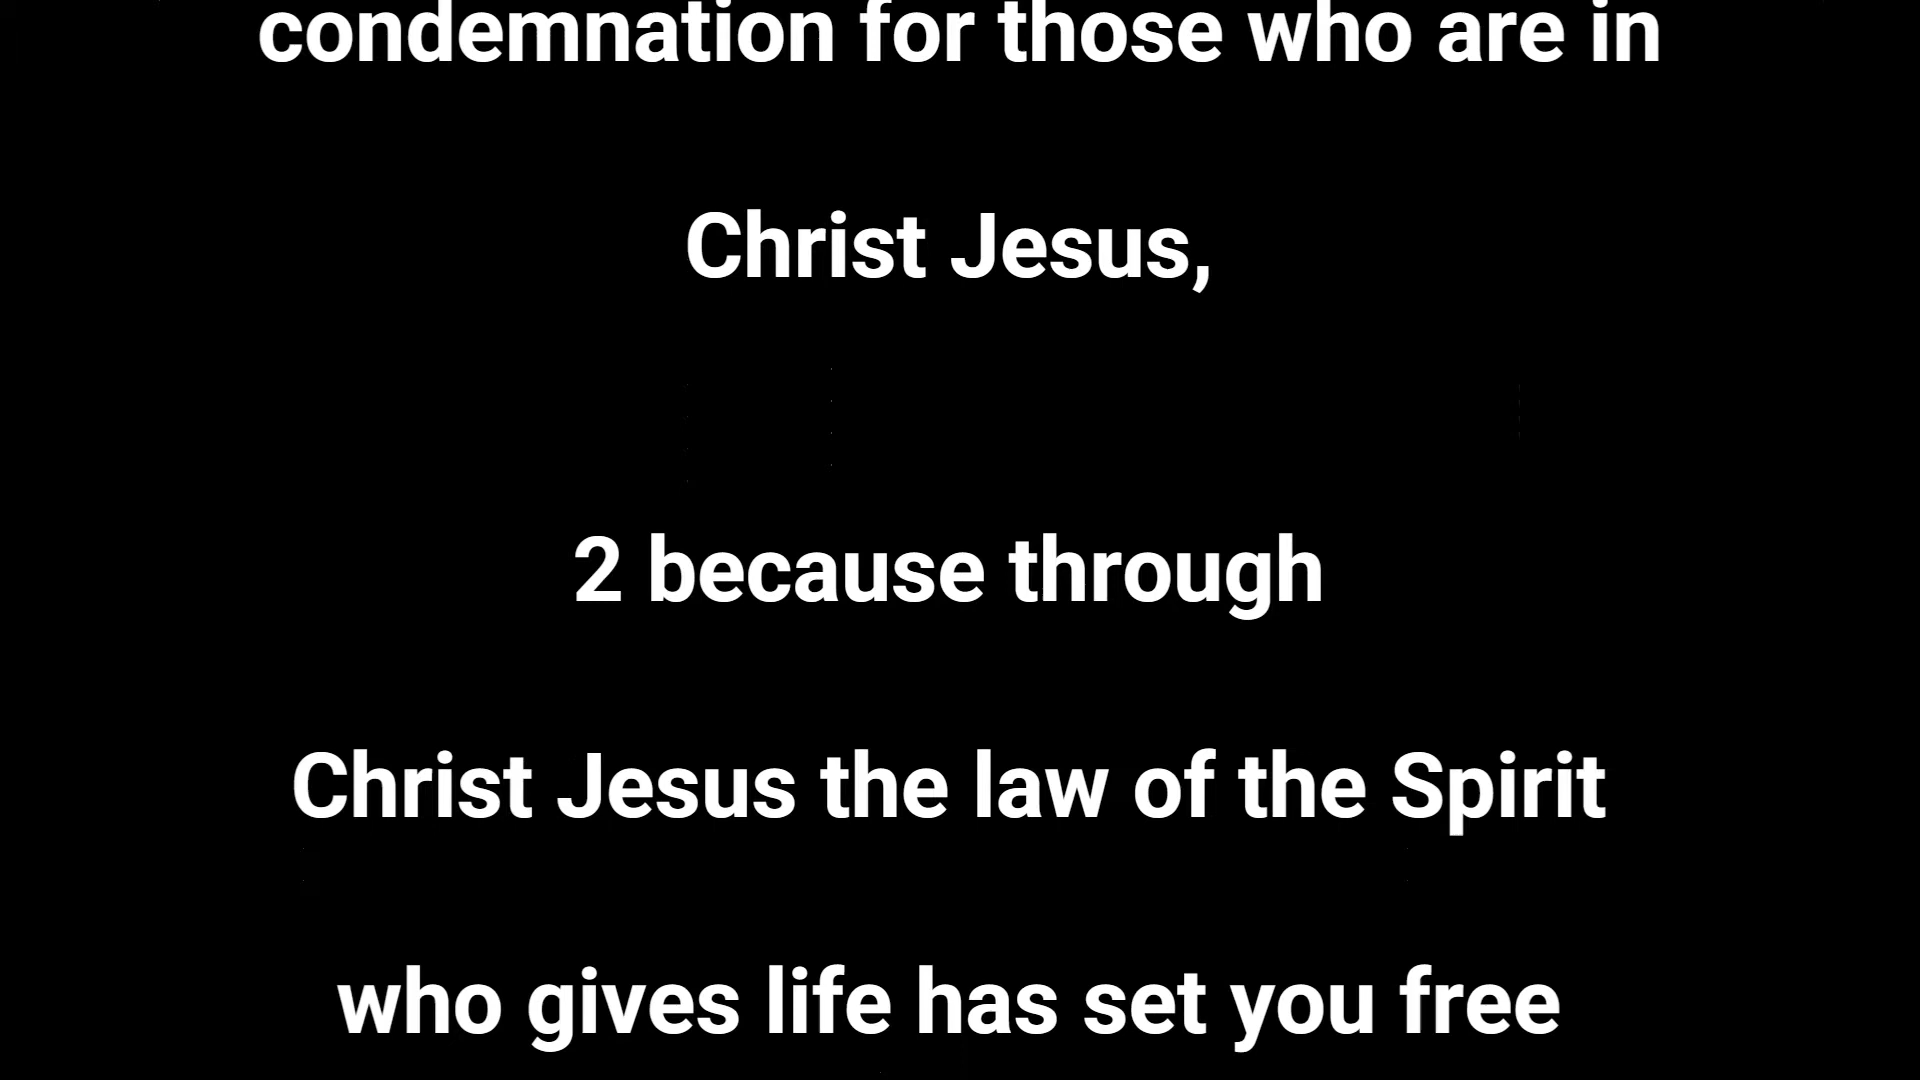 condemnation for those who are in
Christ Jesus,
2 because through
Christ Jesus the law of the Spirit
who gives life has set you free